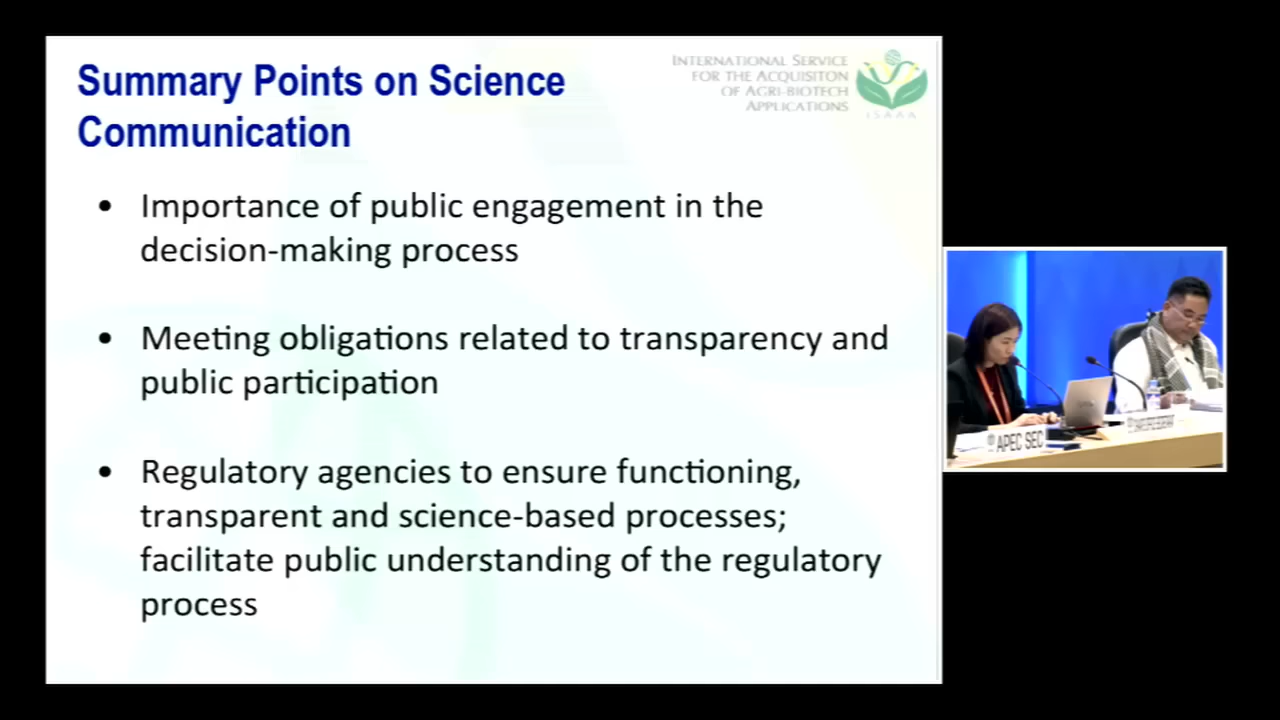 Summary Points on Science
Communication
INTERNATIONAL SERVICE
FOR THE ACQUISITON
OF AGRI-BIOTECH
APPLICATIONS
ISAAA
• Importance of public engagement in the
decision-making process
• Meeting obligations related to transparency and
public participation
• Regulatory agencies to ensure functioning,
transparent and science-based processes;
facilitate public understanding of the regulatory
process
APEC SEC